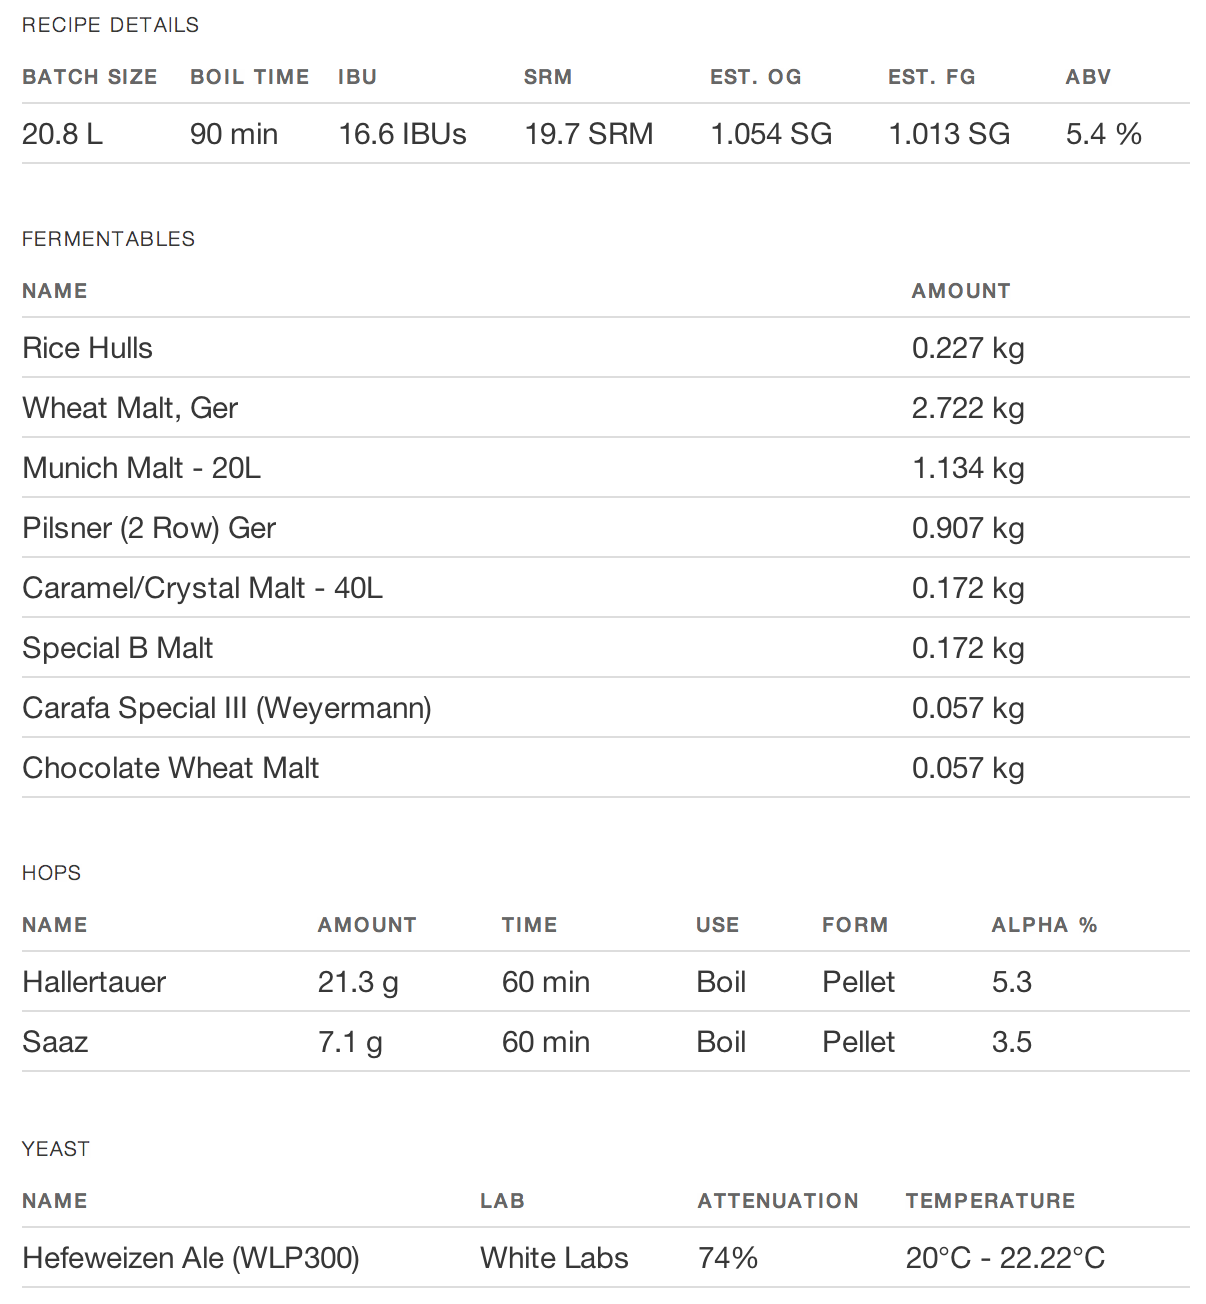 RECIPE DETAILS
BATCH SIZE BOIL TIME IBU SRM EST. OG EST. FG ABV
20.8 L 90 min 16.6 IBUs 19.7 SRM 1.054 SG 1.013 SG 5.4 %
FERMENTABLES
NAME AMOUNT
Rice Hulls 0.227 kg
Wheat Malt, Ger 2.722 kg
Munich Malt - 20L 1.134 kg
Pilsner (2 Row) Ger 0.907 kg
Caramel/Crystal Malt - 40L 0.172 kg
Special B Malt 0.172 kg
Carafa Special III (Weyermann) 0.057 kg
Chocolate Wheat Malt 0.057 kg
HOPS
NAME AMOUNT TIME USE FORM ALPHA %
Hallertauer 21.3 g 60 min Boil Pellet 5.3
Saaz 7.1 g 60 min Boil Pellet 3.5
YEAST
NAME LAB ATTENUATION TEMPERATURE
Hefeweizen Ale (WLP300) White Labs 74% 20°C - 22.22°C